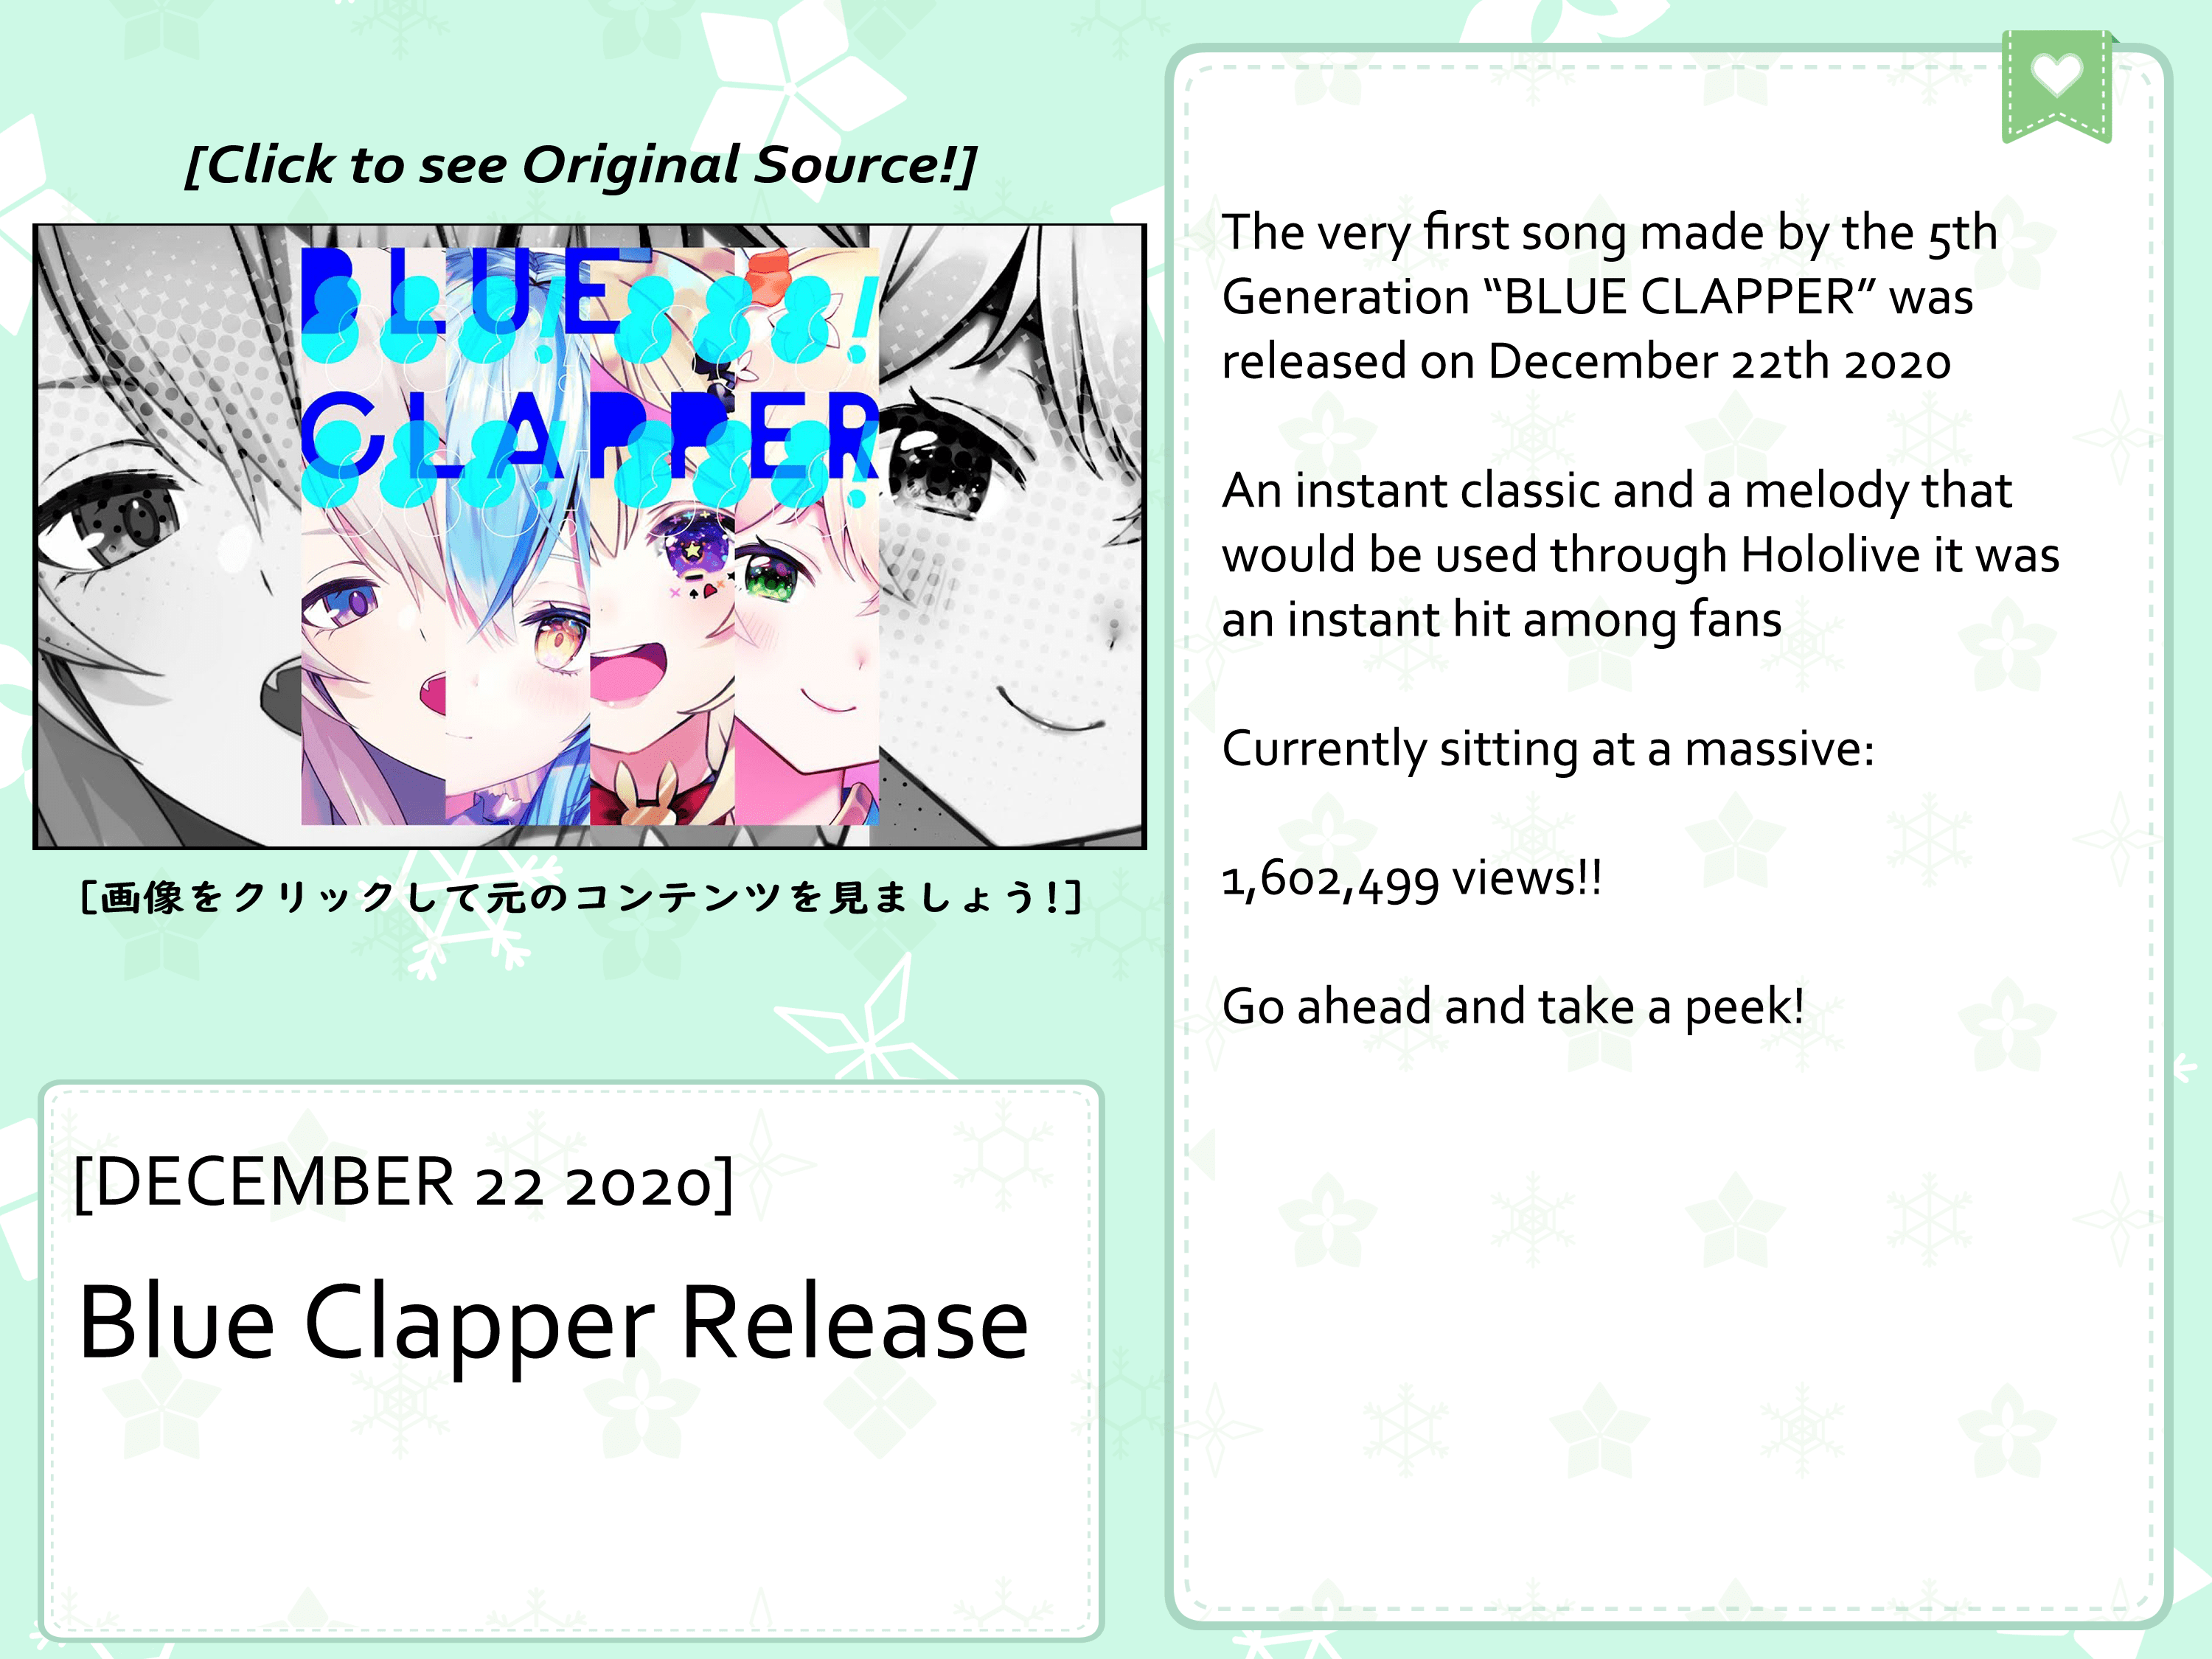 [Click to see Original Source!]
BLUE
888!888!
CLAPPER
888!888!
[画像をクリックして元のコンテンツを見ましょう!]
[DECEMBER 22 2020]
Blue Clapper Release
The very first song made by the 5th
Generation “BLUE CLAPPER” was
released on December 22th 2020
An instant classic and a melody that
would be used through Hololive it was
an instant hit among fans
Currently sitting at a massive:
1,602,499 views!!
Go ahead and take a peek!